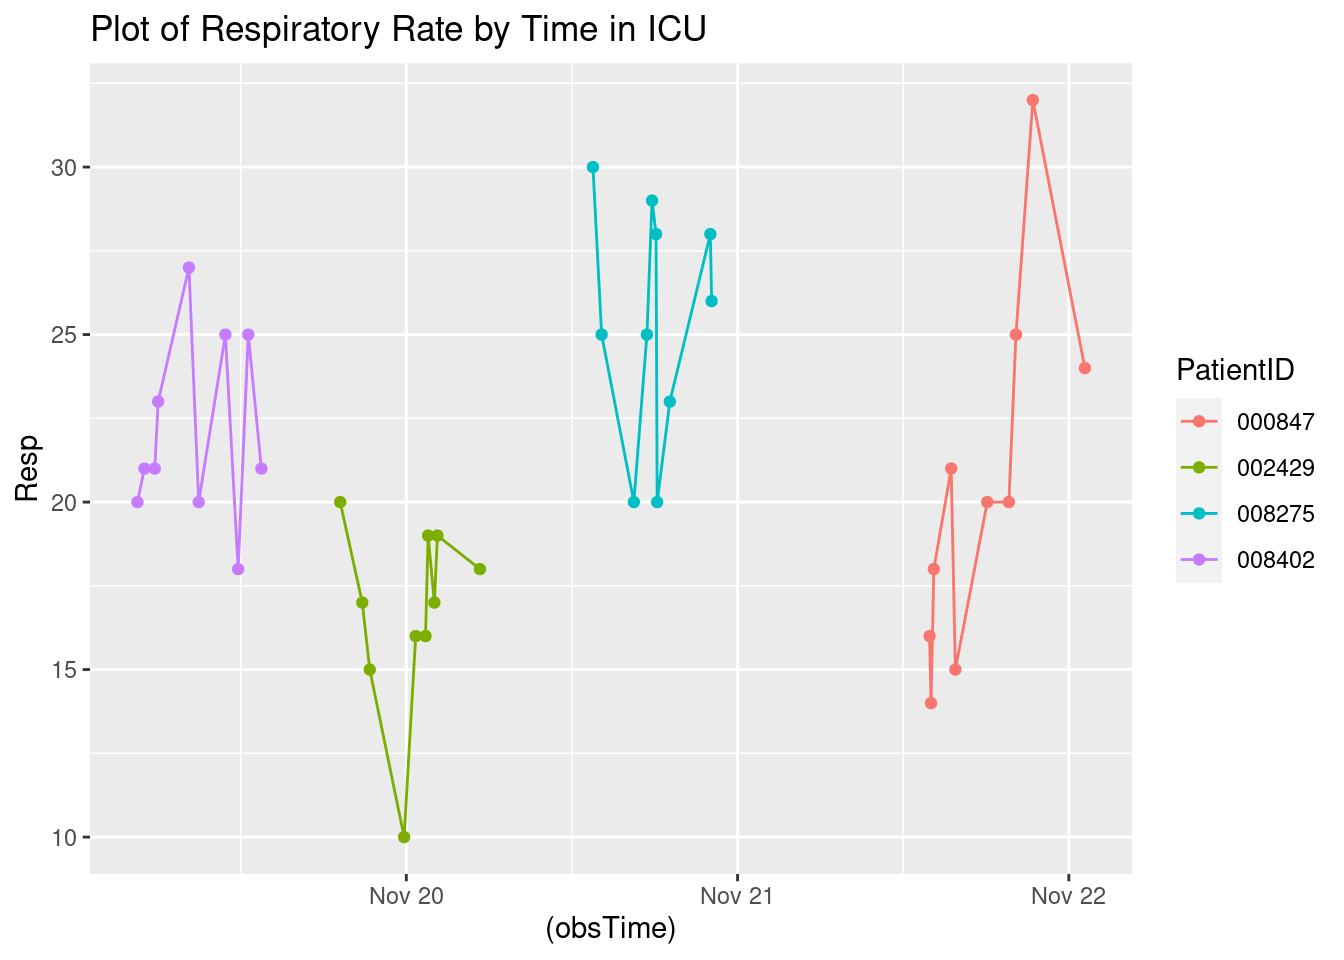 Plot of Respiratory Rate by Time in ICU
30
25
20
15
10
Resp
Nov 20
Nov 21
Nov 22
(obsTime)
PatientID
000847
002429
008275
008402